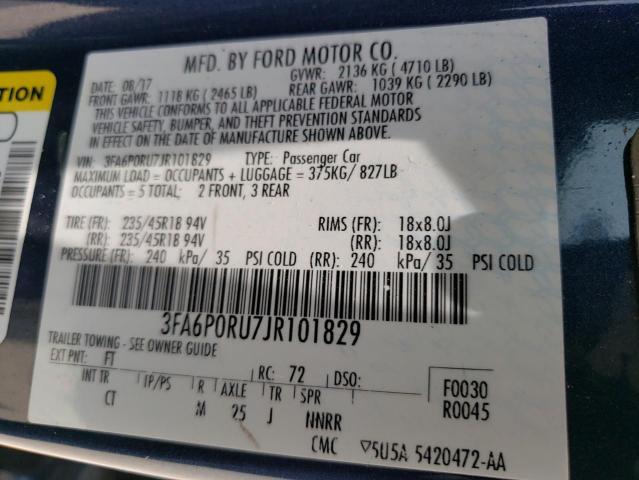 MFD. BY FORD MOTOR CO.
DATE: 08/17 GVWR: 2136 KG ( 4710 LB)
FRONT GAWR: 1118 KG ( 2465 LB) REAR GAWR: 1039 KG ( 2290 LB)
THIS VEHICLE CONFORMS TO ALL APPLICABLE FEDERAL MOTOR
VEHICLE SAFETY, BUMPER, AND THEFT PREVENTION STANDARDS
IN EFFECT ON THE DATE OF MANUFACTURE SHOWN ABOVE.
VIN: 3FA6P0RU7JR101829 TYPE: Passenger Car
MAXIMUM LOAD = OCCUPANTS + LUGGAGE = 375KG/ 827LB
OCCUPANTS = 5 TOTAL: 2 FRONT, 3 REAR
TIRE (FR): 235/45R18 94V RIMS (FR): 18x8.0J
(RR): 235/45R18 94V (RR): 18x8.0J
PRESSURE (FR): 240 kPa/ 35 PSI COLD (RR): 240 kPa/ 35 PSI COLD
3FA6P0RU7JR101829
TRAILER TOWING - SEE OWNER GUIDE
EXT PNT: FT RC: 72 DSO: F0030
INT TR TP/PS R AXLE TR SPR R0045
CT M 25 J NNRR
CMC ▽5U5A 5420472-AA